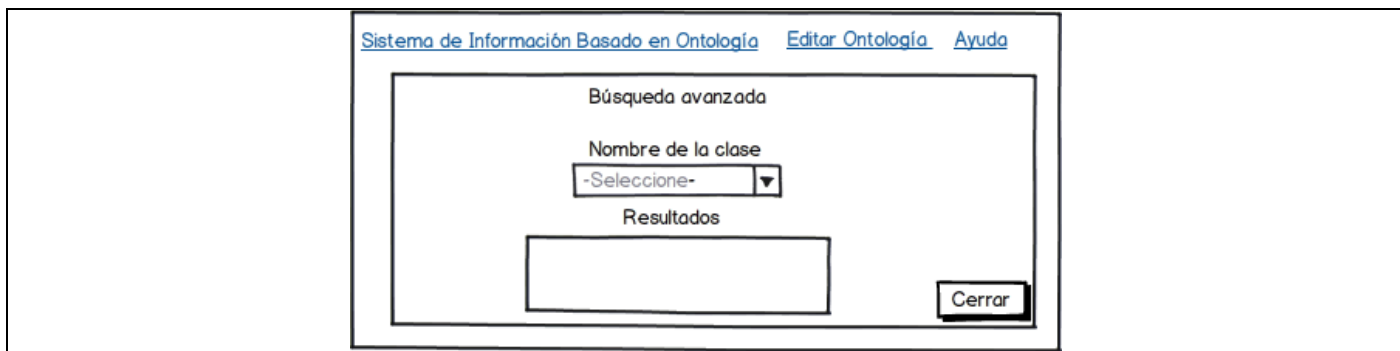 Sistema de Información Basado en Ontología Editar Ontología Ayuda
Búsqueda avanzada
Nombre de la clase
-Seleccione-
Resultados
Cerrar